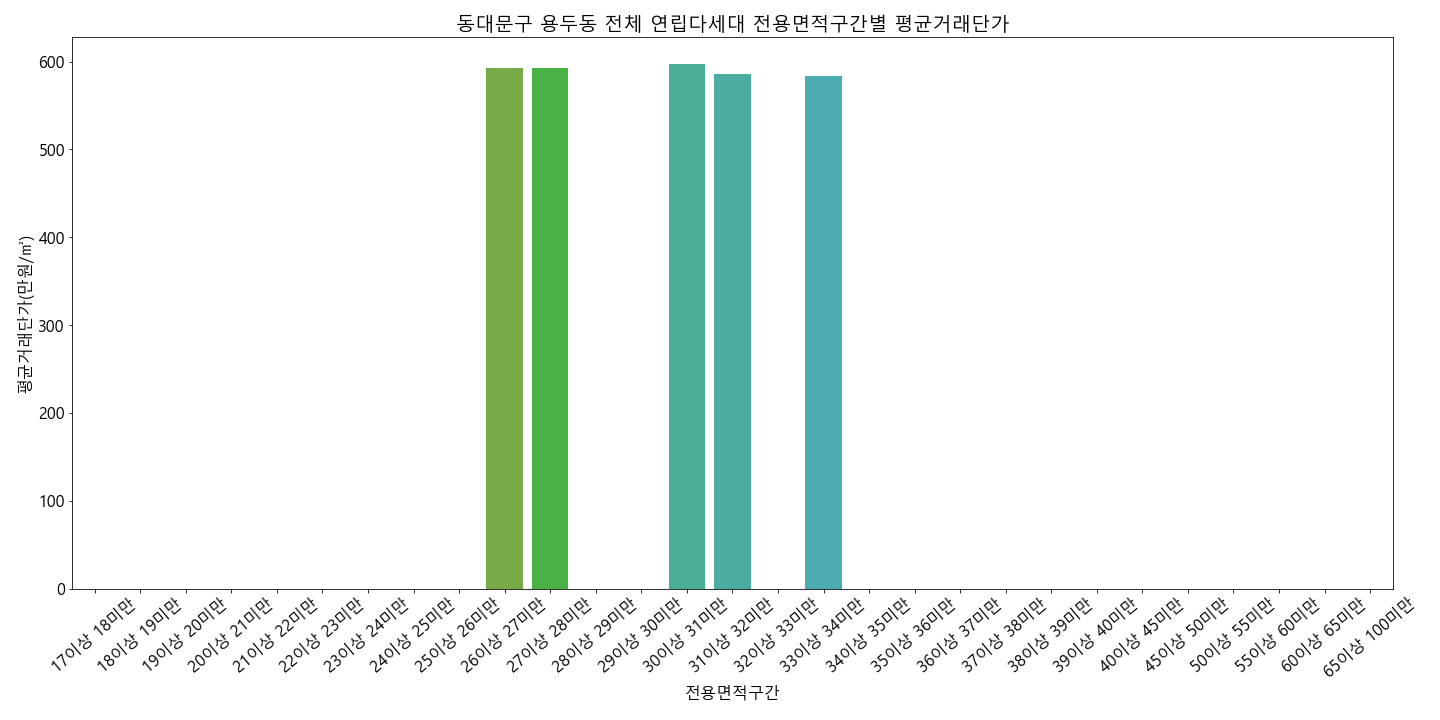 동대문구 용두동 전체 연립다세대 전용면적구간별 평균거래단가
평균거래단가(만원/㎡)
600
500
400
300
200
100
0
17이상 18미만
18이상 19미만
19이상 20미만
20이상 21미만
21이상 22미만
22이상 23미만
23이상 24미만
24이상 25미만
25이상 26미만
26이상 27미만
27이상 28미만
28이상 29미만
29이상 30미만
30이상 31미만
31이상 32미만
32이상 33미만
33이상 34미만
34이상 35미만
35이상 36미만
36이상 37미만
37이상 38미만
38이상 39미만
39이상 40미만
40이상 45미만
45이상 50미만
50이상 55미만
55이상 60미만
60이상 65미만
65이상 100미만
전용면적구간